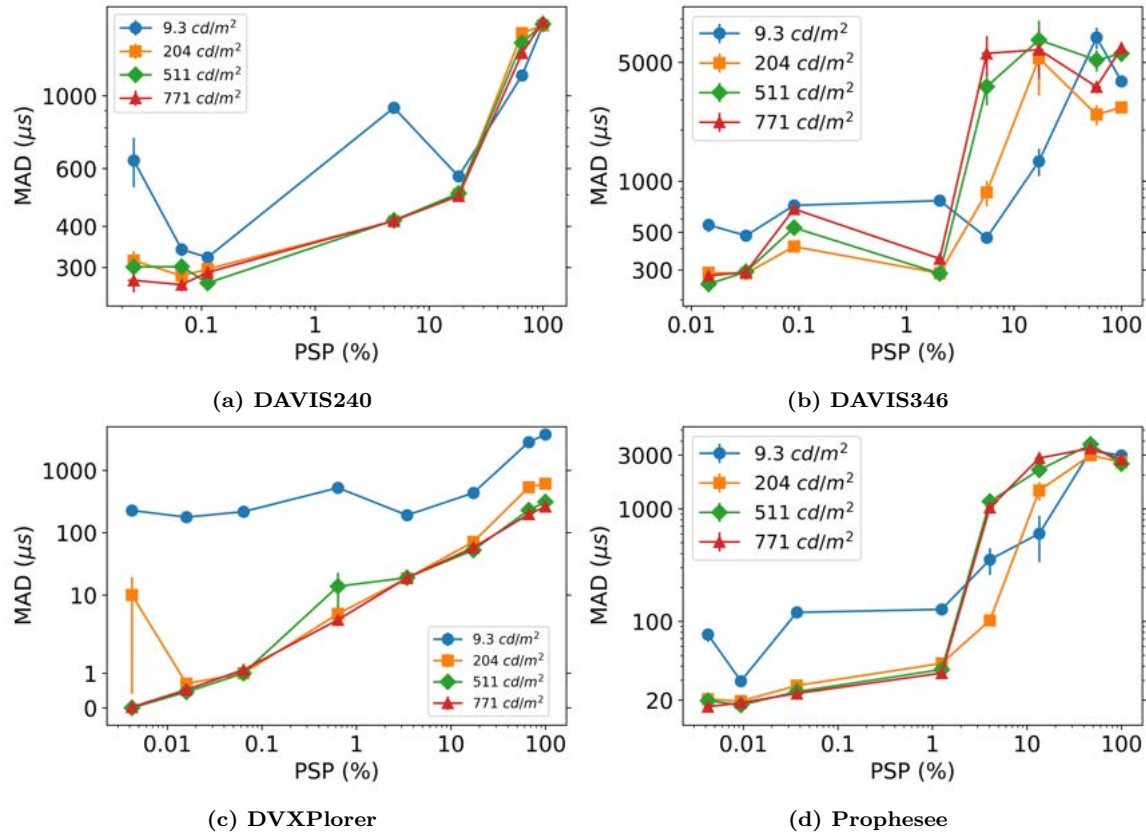 MAD (μs)
1000
600
400
300
9.3 cd/m²
204 cd/m²
511 cd/m²
771 cd/m²
0.1 1 10 100
PSP (%)
(a) DAVIS240
MAD (μs)
5000
1000
500
300
9.3 cd/m²
204 cd/m²
511 cd/m²
771 cd/m²
0.01 0.1 1 10 100
PSP (%)
(b) DAVIS346
MAD (μs)
1000
100
10
1
0
9.3 cd/m²
204 cd/m²
511 cd/m²
771 cd/m²
0.01 0.1 1 10 100
PSP (%)
(c) DVXPlorer
MAD (μs)
3000
1000
100
20
9.3 cd/m²
204 cd/m²
511 cd/m²
771 cd/m²
0.01 0.1 1 10 100
PSP (%)
(d) Prophesee